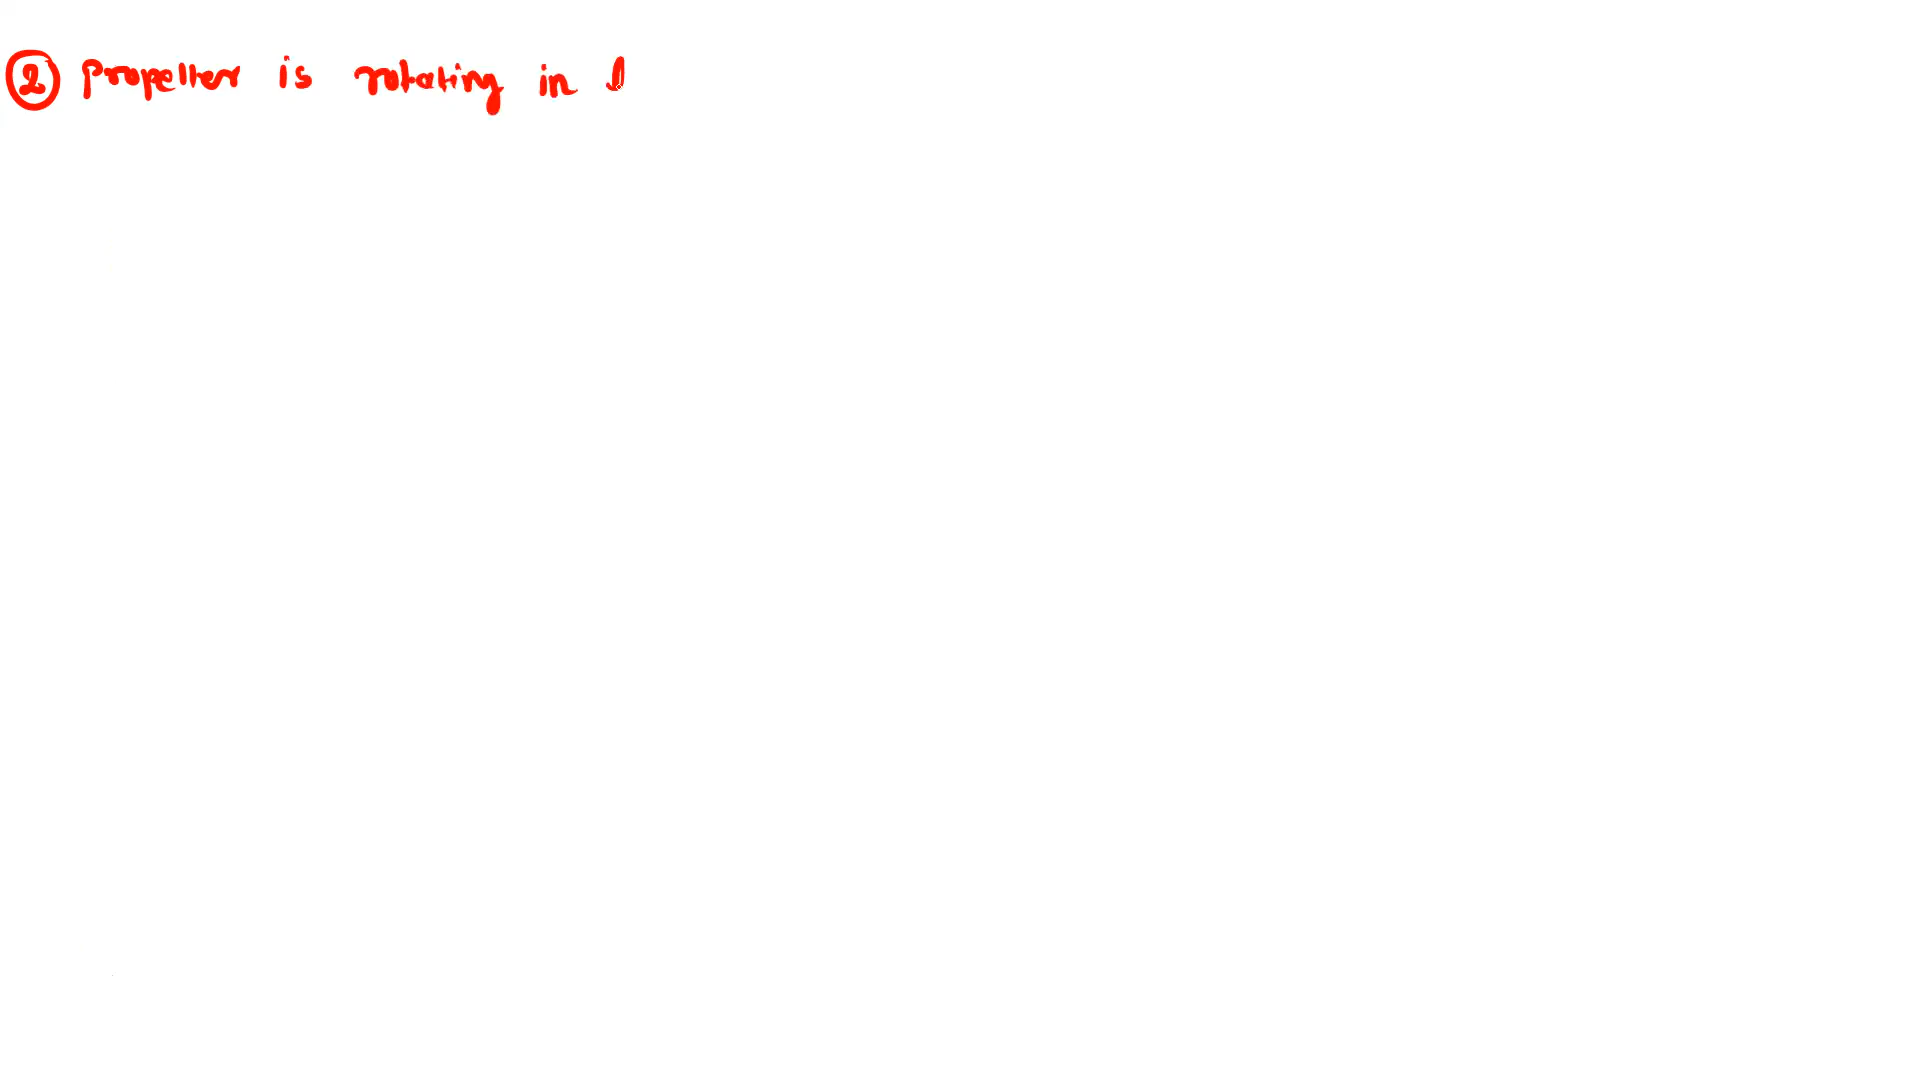 ② Propeller is rotating in